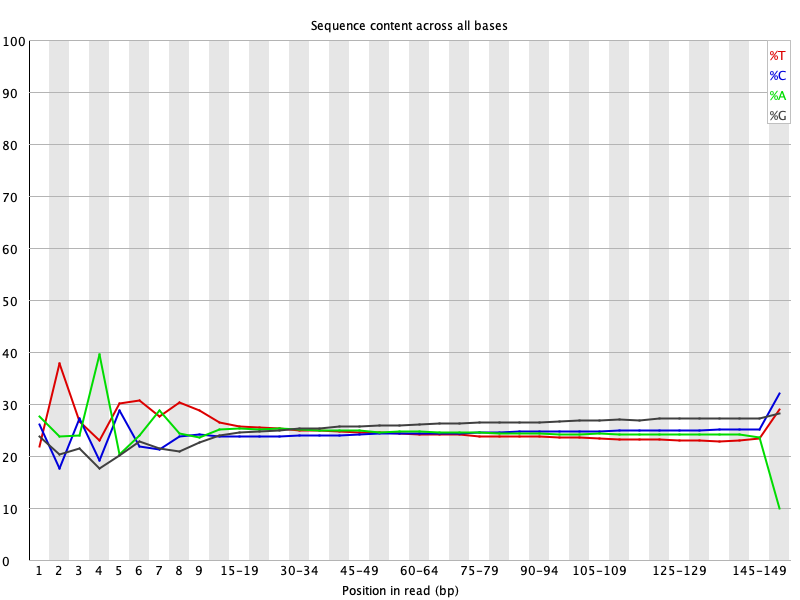 Sequence content across all bases
100
90
80
70
60
50
40
30
20
10
0
%T
%C
%A
%G
1 2 3 4 5 6 7 8 9 15-19 30-34 45-49 60-64 75-79 90-94 105-109 125-129 145-149
Position in read (bp)